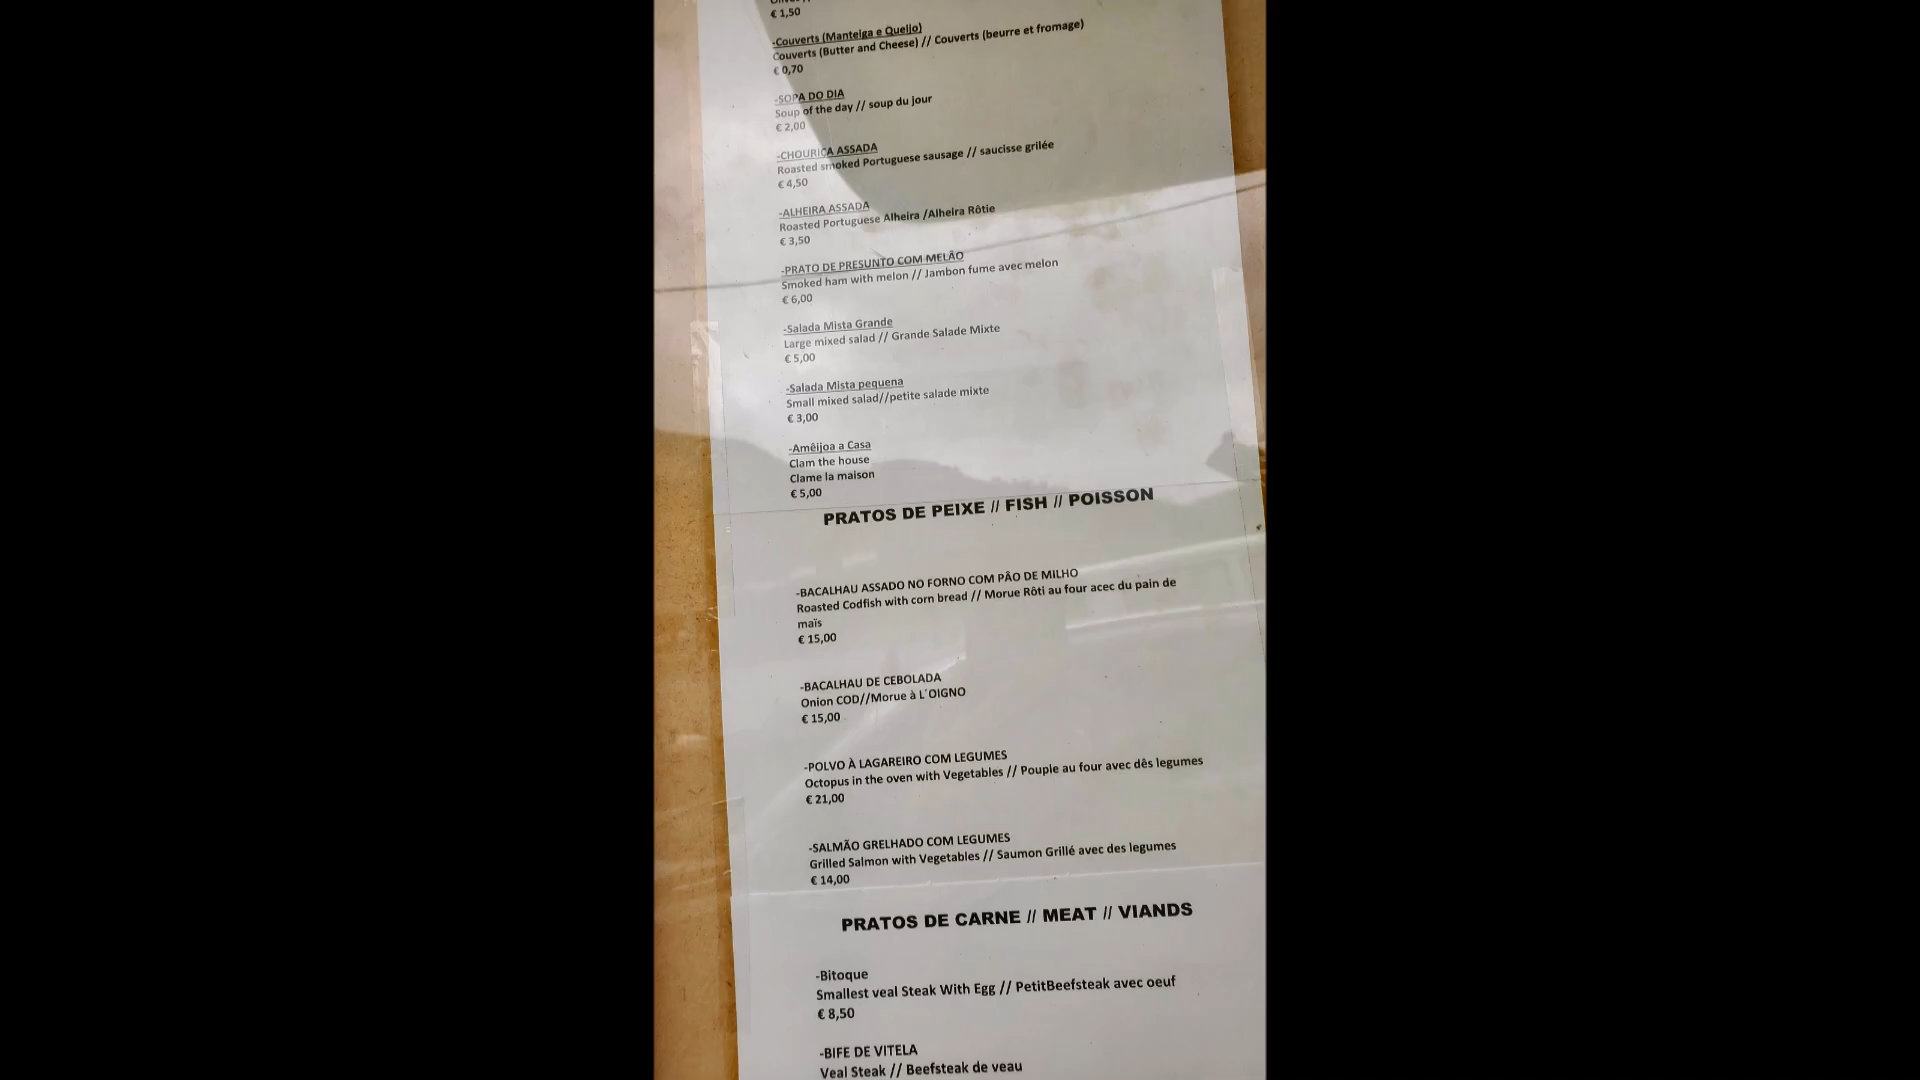 € 1,50
-Couverts (Manteiga e Queijo)
Couverts (Butter and Cheese) // Couverts (beurre et fromage)
€ 0,70
-SOPA DO DIA
Soup of the day // soup du jour
€ 2,00
-CHOURIÇA ASSADA
Roasted smoked Portuguese sausage // saucisse grilée
€ 4,50
-ALHEIRA ASSADA
Roasted Portuguese Alheira /Alheira Rôtie
€ 3,50
-PRATO DE PRESUNTO COM MELÃO
Smoked ham with melon // Jambon fume avec melon
€ 6,00
-Salada Mista Grande
Large mixed salad // Grande Salade Mixte
€ 5,00
-Salada Mista pequena
Small mixed salad//petite salade mixte
€ 3,00
-Amêijoa a Casa
Clam the house
Clame la maison
€ 5,00
PRATOS DE PEIXE // FISH // POISSON
-BACALHAU ASSADO NO FORNO COM PÃO DE MILHO
Roasted Codfish with corn bread // Morue Rôti au four acec du pain de
maïs
€ 15,00
-BACALHAU DE CEBOLADA
Onion COD//Morue à L´OIGNO
€ 15,00
-POLVO À LAGAREIRO COM LEGUMES
Octopus in the oven with Vegetables // Pouple au four avec dês legumes
€ 21,00
-SALMÃO GRELHADO COM LEGUMES
Grilled Salmon with Vegetables // Saumon Grillé avec des legumes
€ 14,00
PRATOS DE CARNE // MEAT // VIANDS
-Bitoque
Smallest veal Steak With Egg // PetitBeefsteak avec oeuf
€ 8,50
-BIFE DE VITELA
Veal Steak // Beefsteak de veau